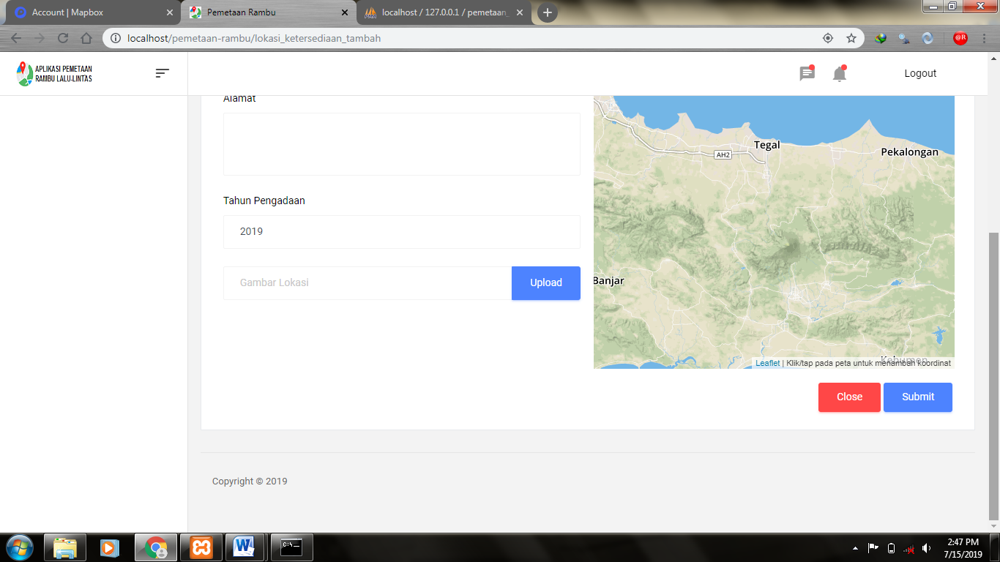 Account | Mapbox
Pemetaan Rambu
localhost / 127.0.0.1 / pemetaan_
localhost/pemetaan-rambu/lokasi_ketersediaan_tambah
@R
APLIKASI PEMETAAN
RAMBU LALU-LINTAS
Logout
Alamat
Tahun Pengadaan
2019
Gambar Lokasi
Upload
Tegal
AH2
Pekalongan
Banjar
Kebumen
Leaflet | Klik/tap pada peta untuk menambah koordinat
Close
Submit
Copyright © 2019
C:\_
2:47 PM
7/15/2019